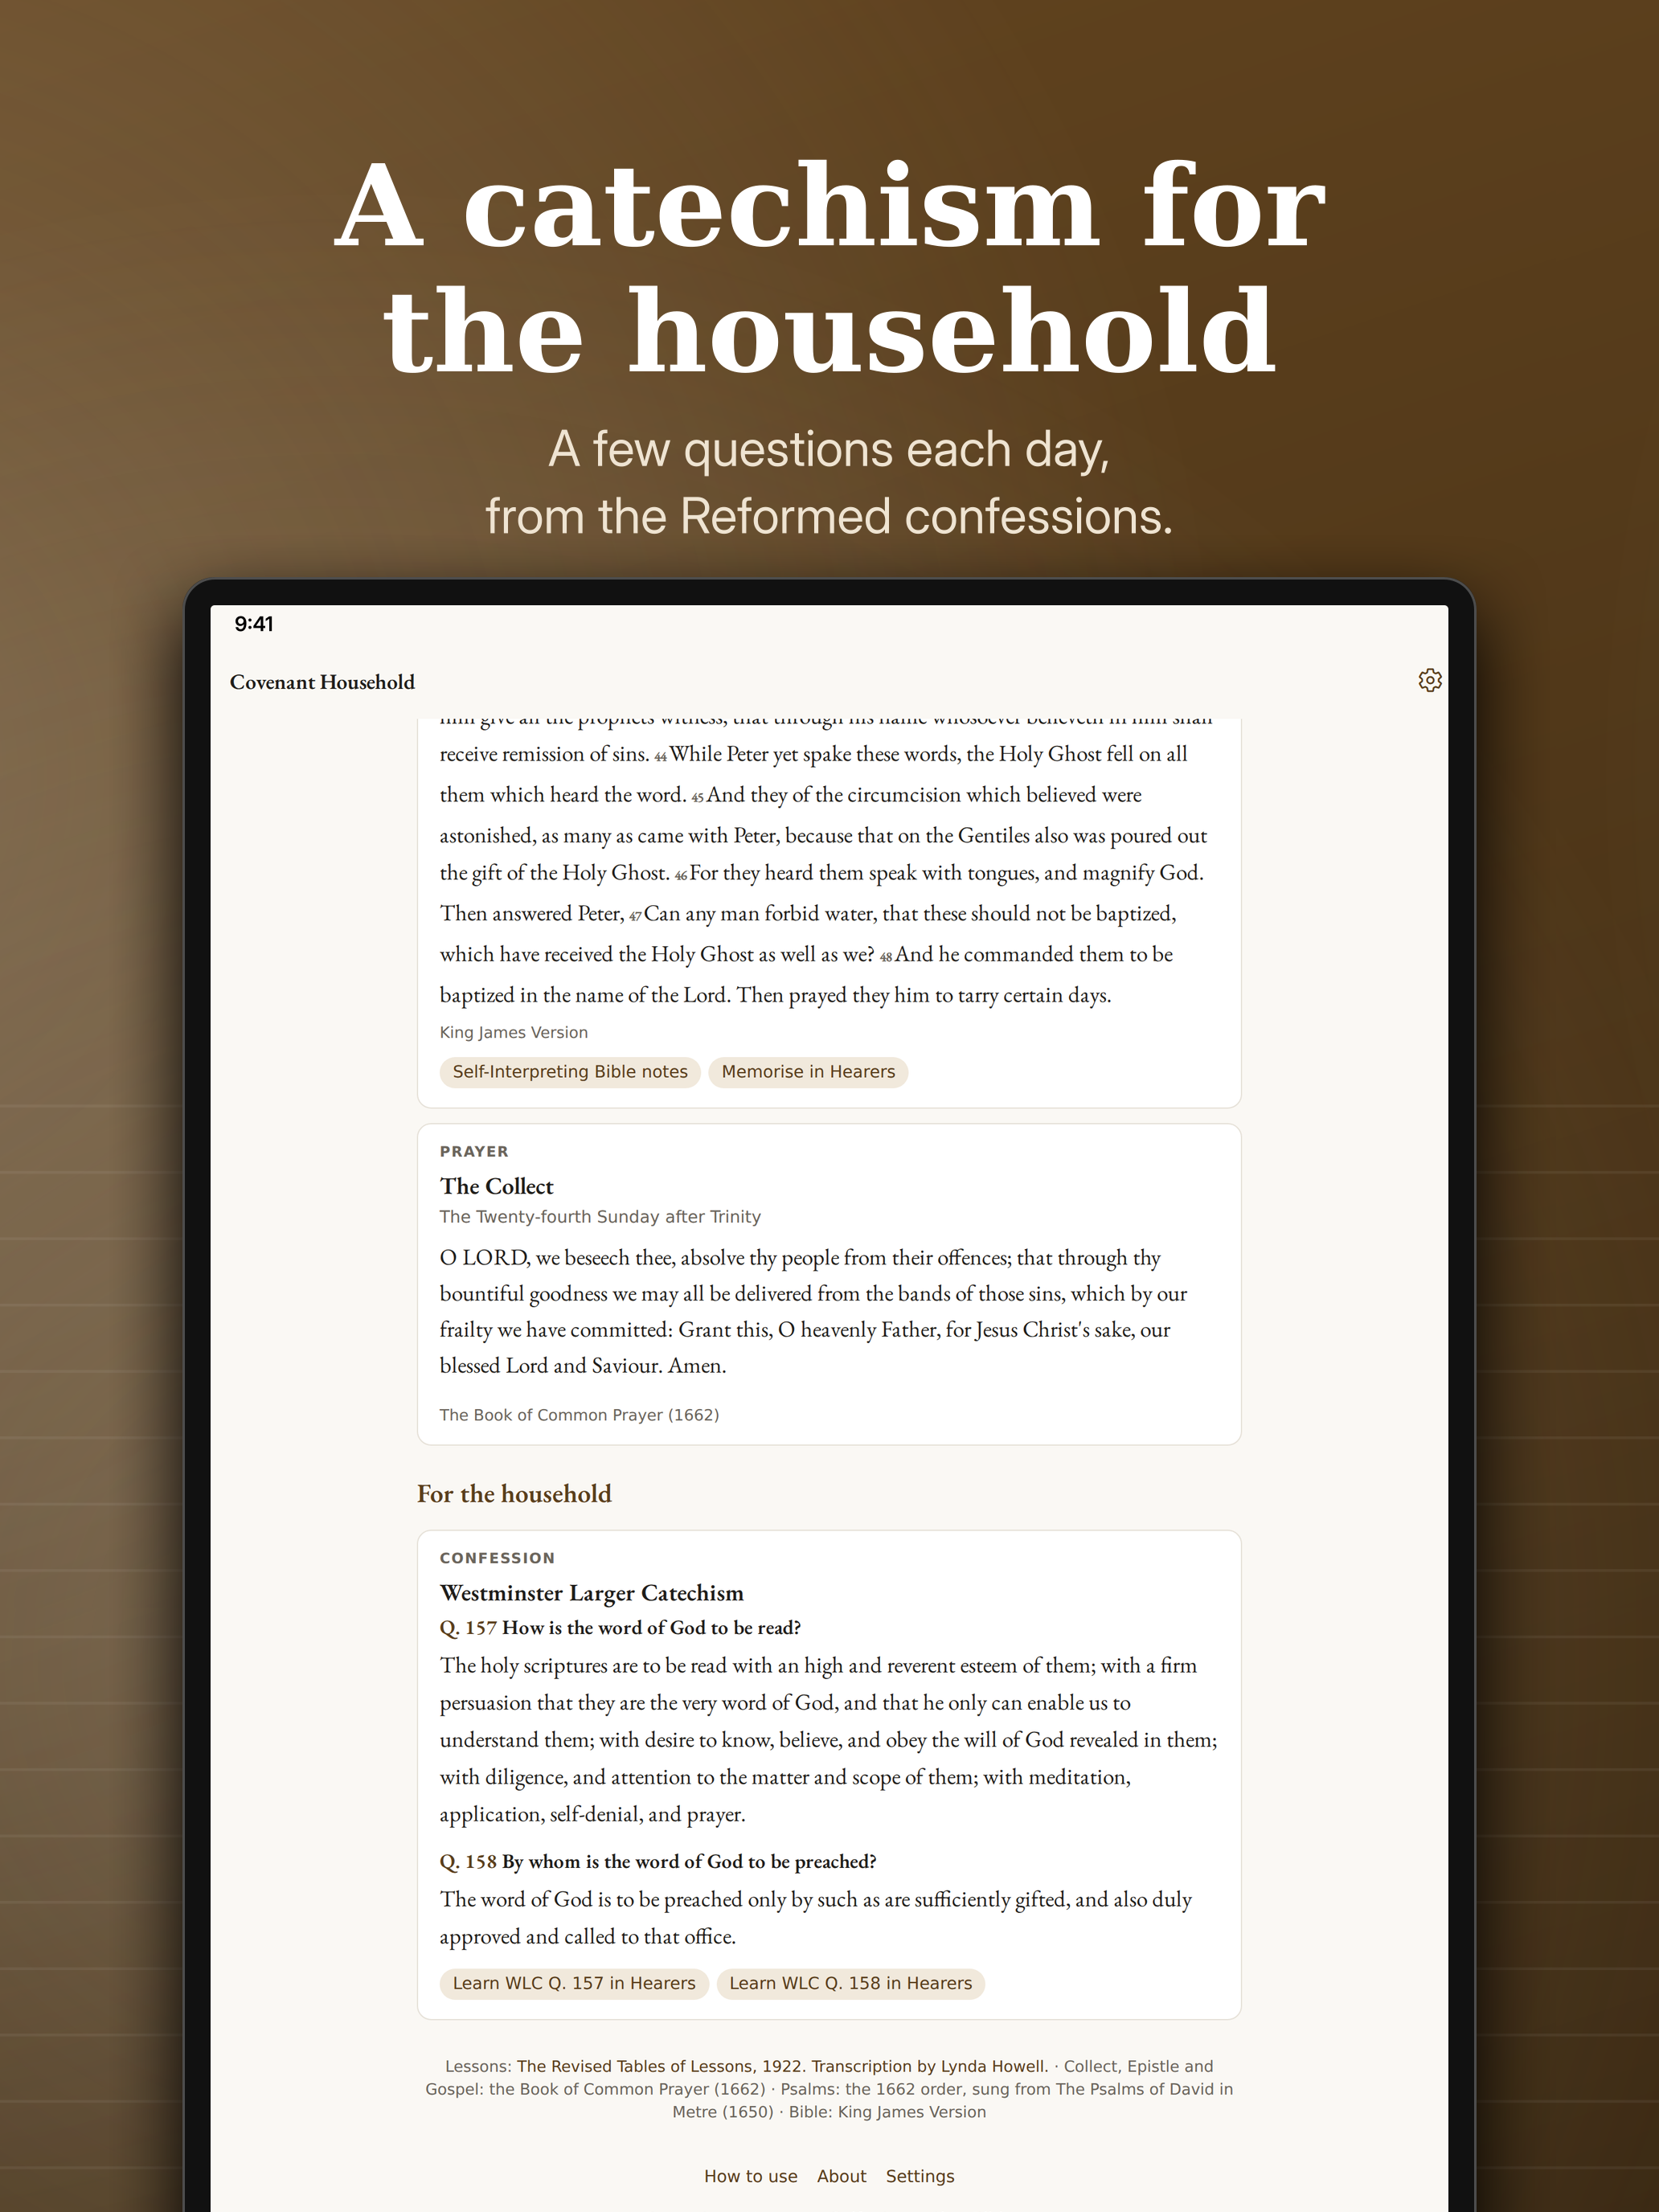 A catechism for
the household
A few questions each day,
from the Reformed confessions.
9:41
Covenant Household
him give all the prophets witness, that through his name whosoever believeth in him shall
receive remission of sins. 44 While Peter yet spake these words, the Holy Ghost fell on all
them which heard the word. 45 And they of the circumcision which believed were
astonished, as many as came with Peter, because that on the Gentiles also was poured out
the gift of the Holy Ghost. 46 For they heard them speak with tongues, and magnify God.
Then answered Peter, 47 Can any man forbid water, that these should not be baptized,
which have received the Holy Ghost as well as we? 48 And he commanded them to be
baptized in the name of the Lord. Then prayed they him to tarry certain days.
King James Version
Self-Interpreting Bible notes Memorise in Hearers
PRAYER
The Collect
The Twenty-fourth Sunday after Trinity
O LORD, we beseech thee, absolve thy people from their offences; that through thy
bountiful goodness we may all be delivered from the bands of those sins, which by our
frailty we have committed: Grant this, O heavenly Father, for Jesus Christ's sake, our
blessed Lord and Saviour. Amen.
The Book of Common Prayer (1662)
For the household
CONFESSION
Westminster Larger Catechism
Q. 157 How is the word of God to be read?
The holy scriptures are to be read with an high and reverent esteem of them; with a firm
persuasion that they are the very word of God, and that he only can enable us to
understand them; with desire to know, believe, and obey the will of God revealed in them;
with diligence, and attention to the matter and scope of them; with meditation,
application, self-denial, and prayer.
Q. 158 By whom is the word of God to be preached?
The word of God is to be preached only by such as are sufficiently gifted, and also duly
approved and called to that office.
Learn WLC Q. 157 in Hearers Learn WLC Q. 158 in Hearers
Lessons: The Revised Tables of Lessons, 1922. Transcription by Lynda Howell. · Collect, Epistle and
Gospel: the Book of Common Prayer (1662) · Psalms: the 1662 order, sung from The Psalms of David in
Metre (1650) · Bible: King James Version
How to use About Settings